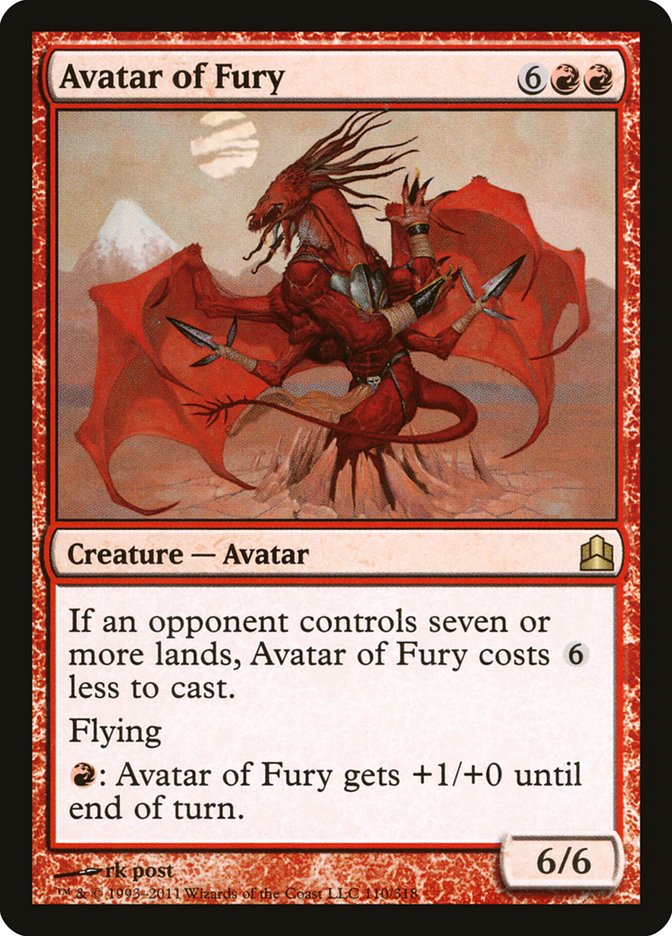 Avatar of Fury 6
Creature — Avatar
If an opponent controls seven or
more lands, Avatar of Fury costs 6
less to cast.
Flying
: Avatar of Fury gets +1/+0 until
end of turn.
6/6
rk post
™ & © 1993–2011 Wizards of the Coast LLC 110/318